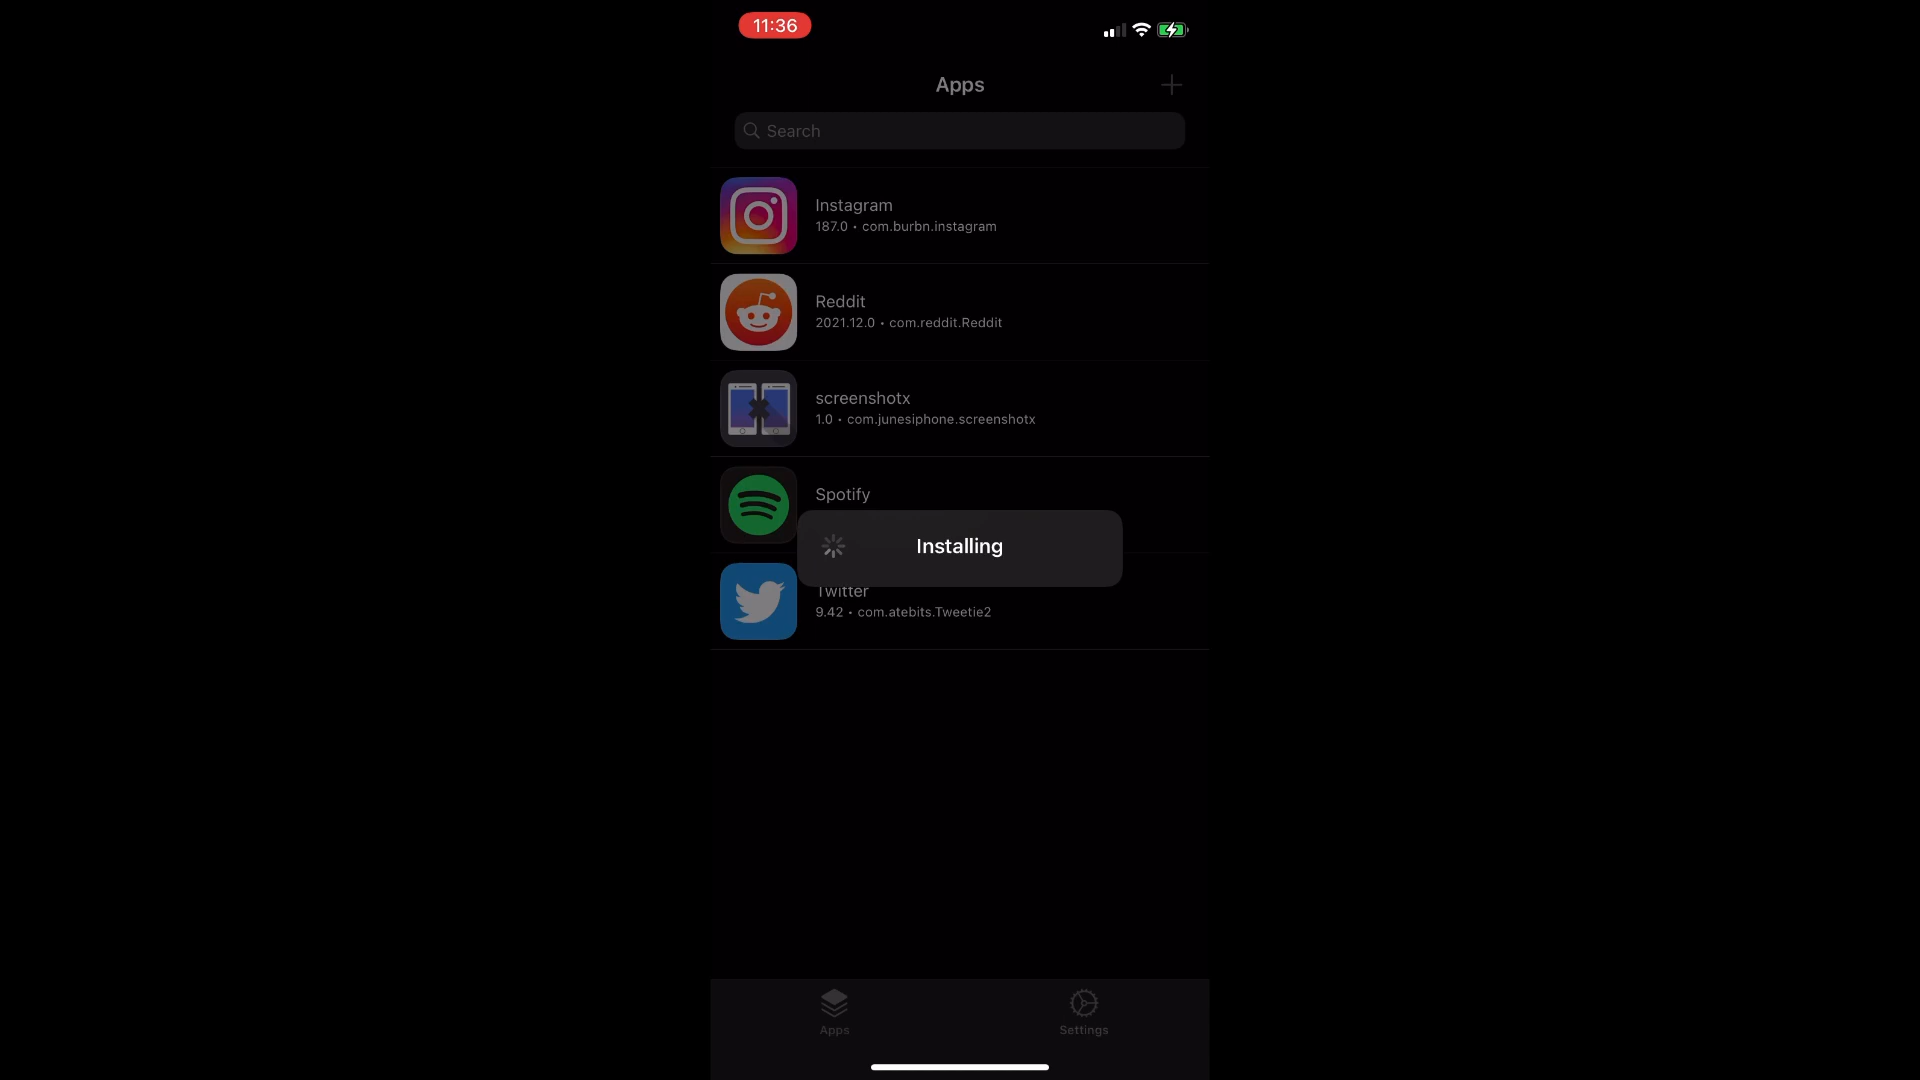 11:36
Apps
Search
Instagram
187.0 • com.burbn.instagram
Reddit
2021.12.0 • com.reddit.Reddit
screenshotx
1.0 • com.junesiphone.screenshotx
Spotify
Installing
Twitter
9.42 • com.atebits.Tweetie2
Apps
Settings